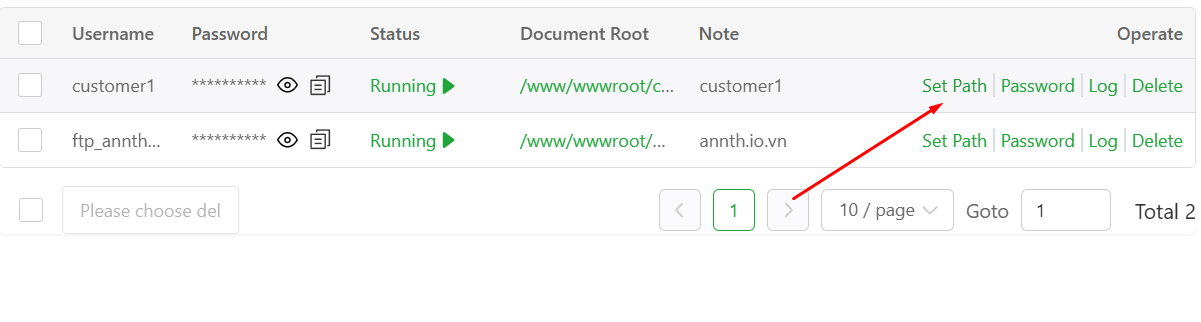 Username Password Status Document Root Note Operate
customer1 ********** Running /www/wwwroot/c... customer1 Set Path Password Log Delete
ftp_annth... ********** Running /www/wwwroot/... annth.io.vn Set Path Password Log Delete
Please choose del 1 10 / page Goto 1 Total 2